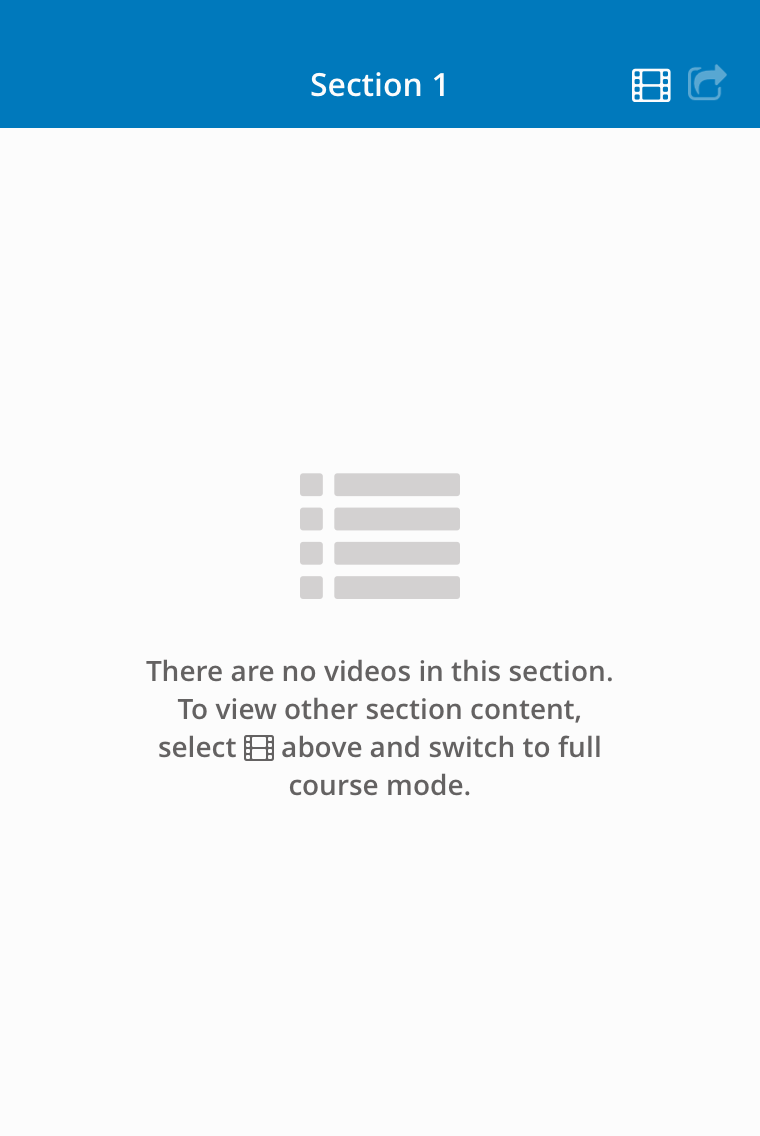 Section 1
There are no videos in this section.
To view other section content,
select above and switch to full
course mode.